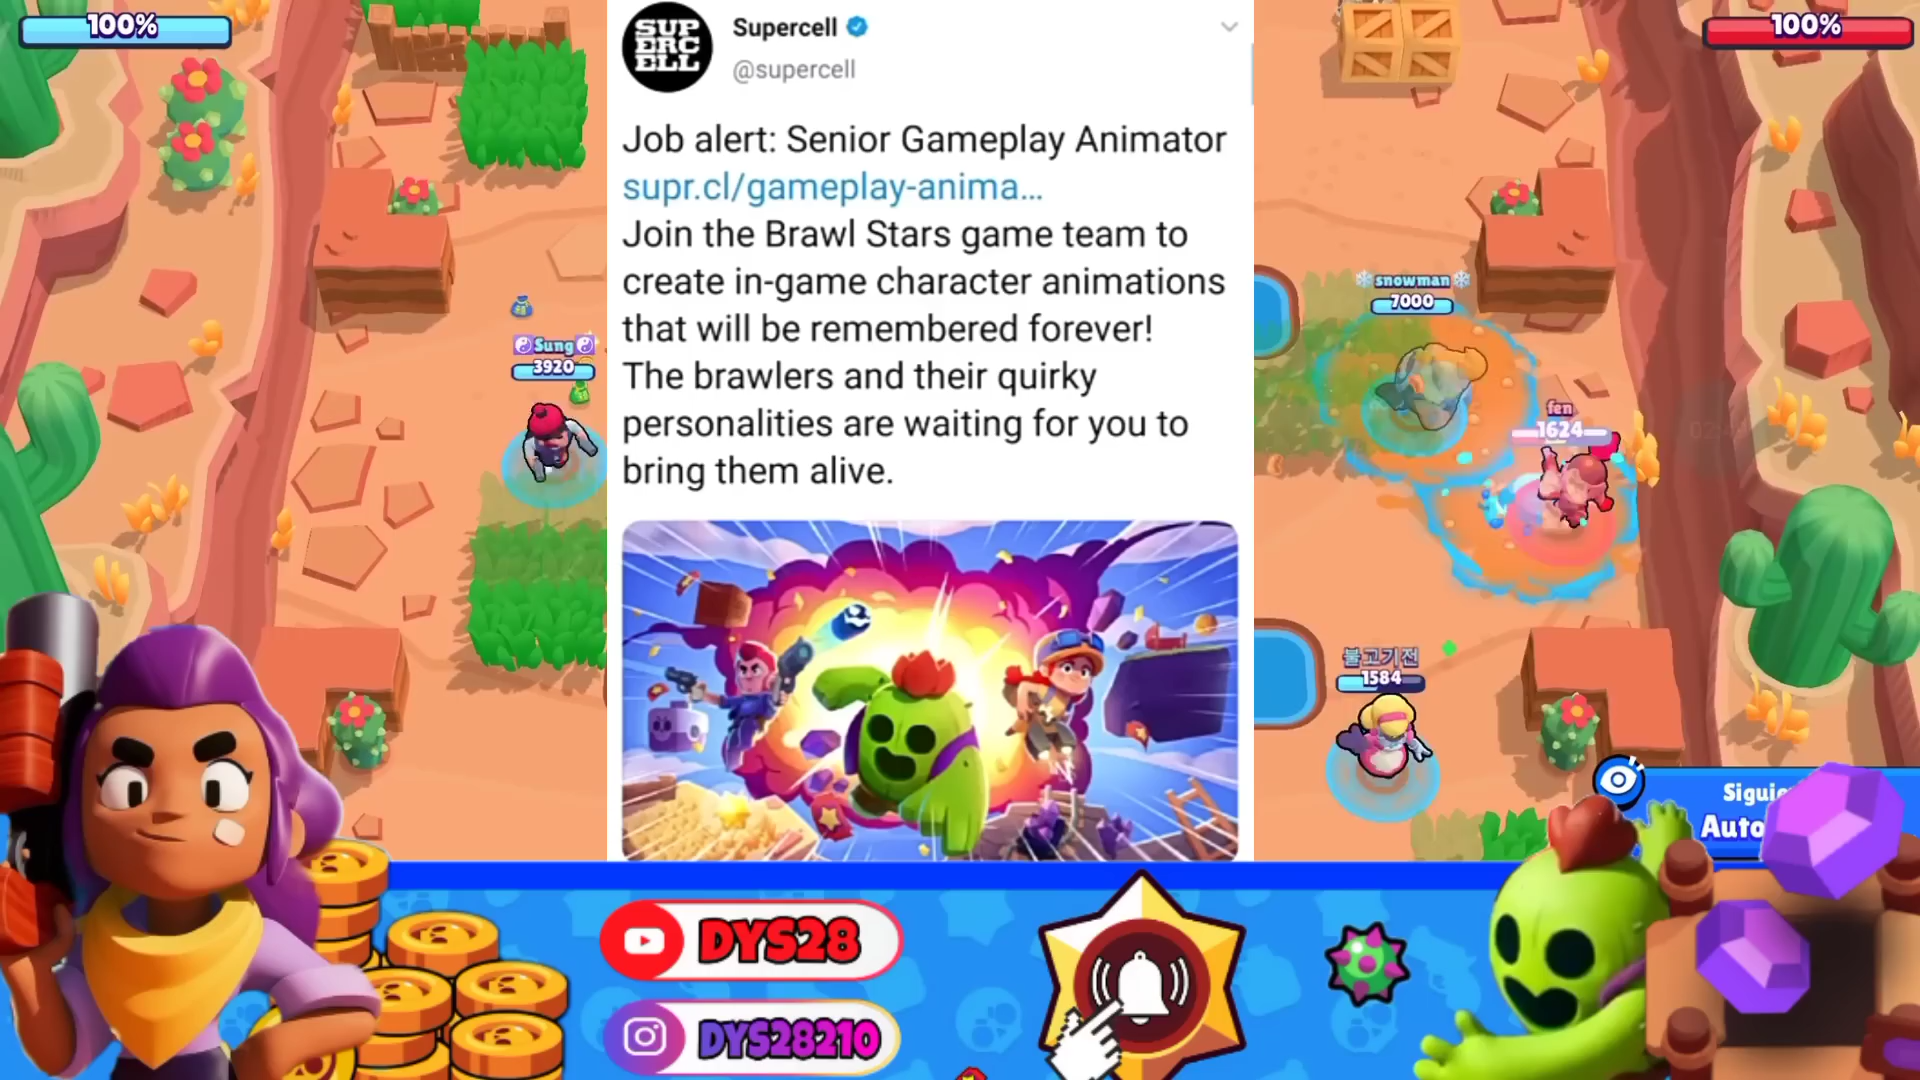 100%
SUP
ERC
ELL
Supercell
@supercell
100%
Job alert: Senior Gameplay Animator
supr.cl/gameplay-anima...
Join the Brawl Stars game team to
create in-game character animations
that will be remembered forever!
The brawlers and their quirky
personalities are waiting for you to
bring them alive.
Sung
3920
snowman
7000
fen
1624
불고기전
1584
Auto
DYS28
DYS28210